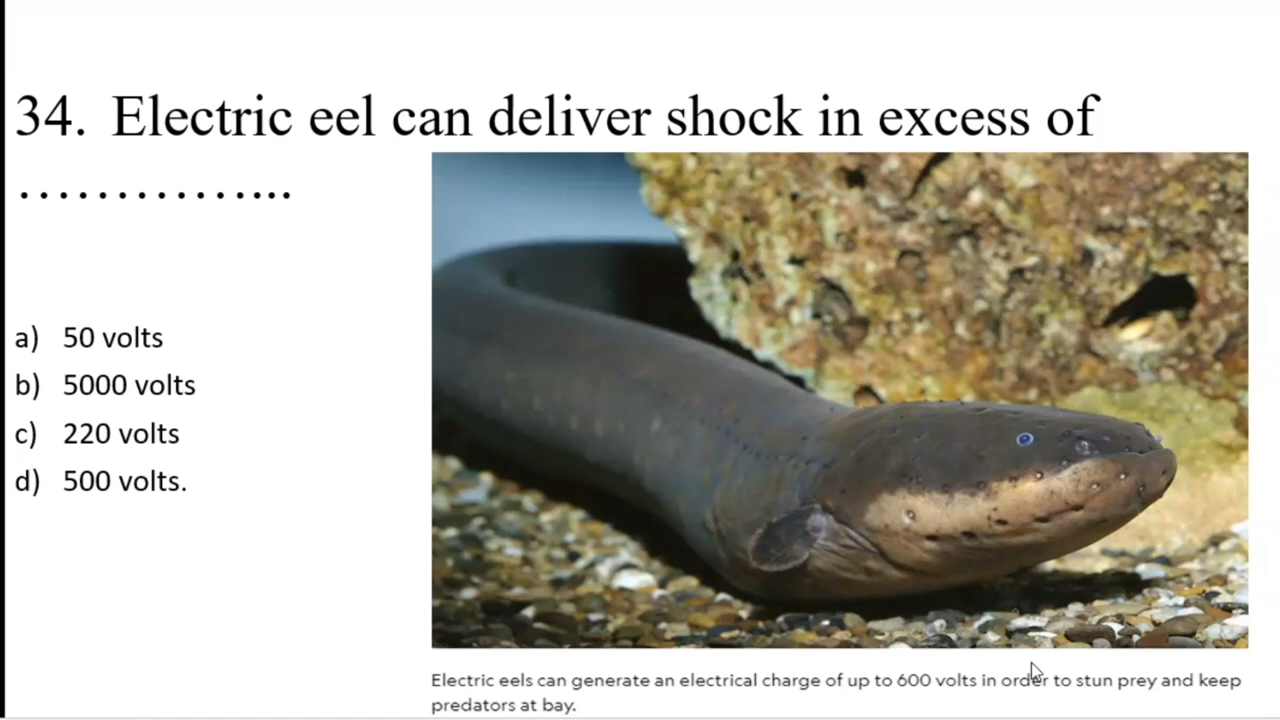 34. Electric eel can deliver shock in excess of
………………
a) 50 volts
b) 5000 volts
c) 220 volts
d) 500 volts.
Electric eels can generate an electrical charge of up to 600 volts in order to stun prey and keep
predators at bay.